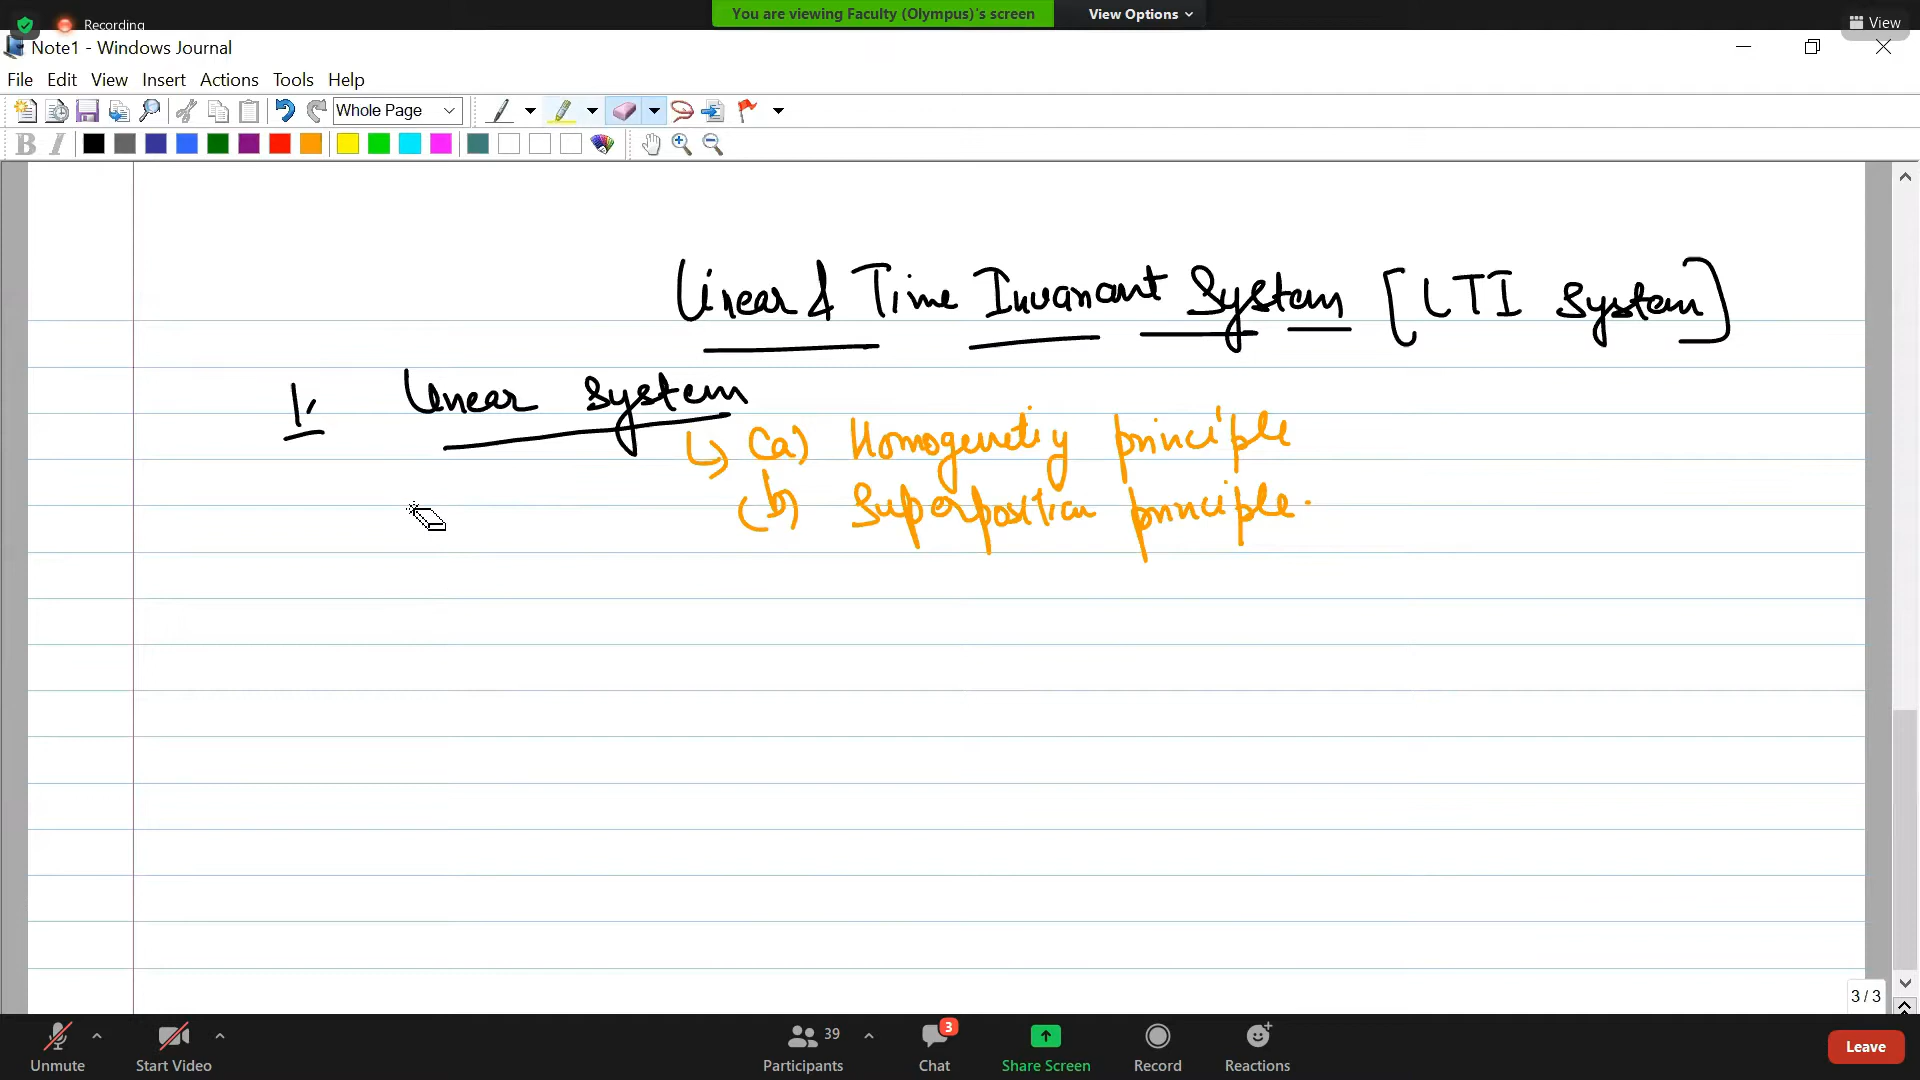 Recording
You are viewing Faculty (Olympus)'s screen View Options
View
Note1 - Windows Journal
File Edit View Insert Actions Tools Help
Whole Page
B I
Linear & Time Invariant System [LTI System]
1. Linear System
↳ (a) Homogenetiy principle
(b) Superposition principle.
3 / 3
Unmute Start Video Participants 39 Chat 3 Share Screen Record Reactions Leave